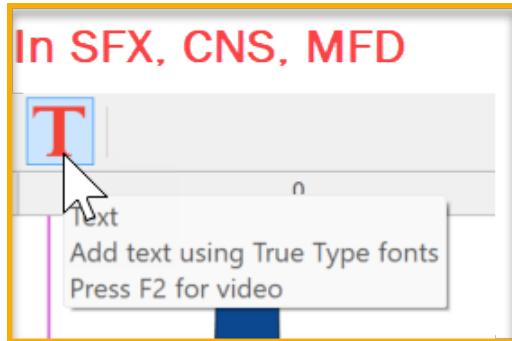 In SFX, CNS, MFD
T
0
Text
Add text using True Type fonts
Press F2 for video